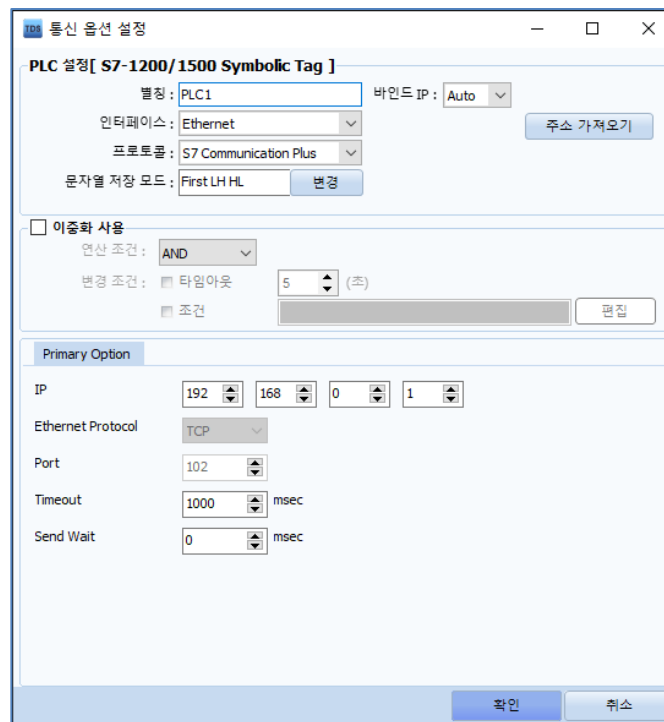 TDS 통신 옵션 설정
PLC 설정[ S7-1200/1500 Symbolic Tag ]
별칭 : PLC1 바인드 IP : Auto
인터페이스 : Ethernet 주소 가져오기
프로토콜 : S7 Communication Plus
문자열 저장 모드 : First LH HL 변경
이중화 사용
연산 조건 : AND
변경 조건 : 타임아웃 5 (초)
조건 편집
Primary Option
IP 192 168 0 1
Ethernet Protocol TCP
Port 102
Timeout 1000 msec
Send Wait 0 msec
확인 취소